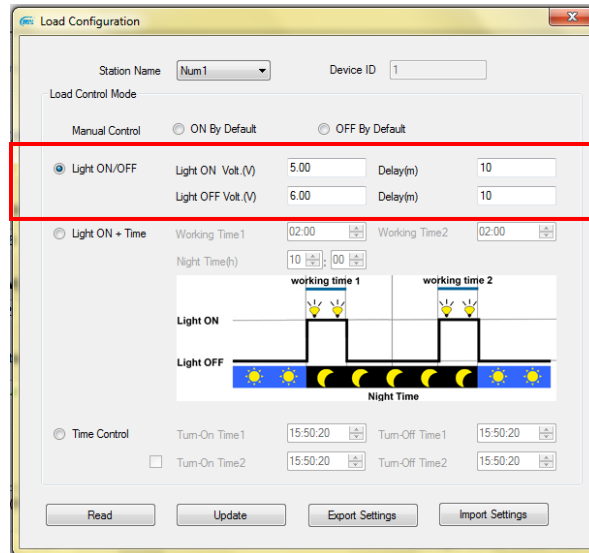 Load Configuration
Station Name Num1 Device ID 1
Load Control Mode
Manual Control ON By Default OFF By Default
Light ON/OFF Light ON Volt.(V) 5.00 Delay(m) 10
Light OFF Volt.(V) 6.00 Delay(m) 10
Light ON + Time Working Time1 02:00 Working Time2 02:00
Night Time(h) 10 : 00
working time 1 working time 2
Light ON
Light OFF
Night Time
Time Control Turn-On Time1 15:50:20 Turn-Off Time1 15:50:20
Turn-On Time2 15:50:20 Turn-Off Time2 15:50:20
Read Update Export Settings Import Settings